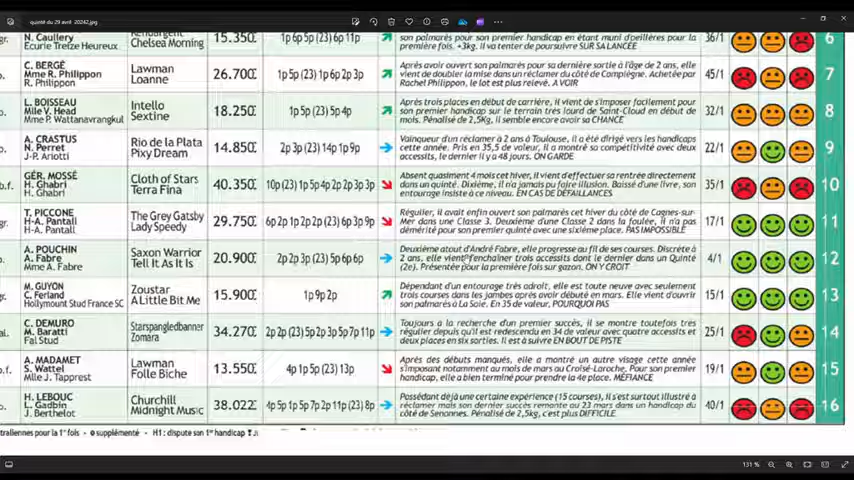 quinté du 29 avril 20242.jpg
gr. N. Caullery Chelsea Morning 15.350 1p 6p 5p (23) 6p 11p son palmarès pour son premier handicap en étant muni d'oeillères pour la 36/1 6
Ecurie Treize Heureux première fois. +3kg. Il va tenter de poursuivre SUR SA LANCÉE
C. BERGÉ Lawman 26.700 1p 5p (23) 1p 6p 2p 3p Après avoir ouvert son palmarès pour sa dernière sortie à l'âge de 2 ans, elle 45/1 7
p. Mme R. Philippon Loanne vient de doubler la mise dans un réclamer du côté de Compiègne. Achetée par
R. Philippon Rachel Philippon, le lot est plus relevé. A VOIR
L. BOISSEAU Intello 18.250 1p 5p (23) 5p 4p Après trois places en début de carrière, il vient de s'imposer facilement pour 32/1 8
p. Mlle V. Head Sextine son premier handicap sur le terrain très lourd de Saint-Cloud en début de
Mme P. Wattanavrangkul mois. Pénalisé de 2,5kg, il semble encore avoir sa CHANCE
A. CRASTUS Rio de la Plata 14.850 2p 3p (23) 14p 1p 9p Vainqueur d'un réclamer à 2 ans à Toulouse, il a été dirigé vers les handicaps 22/1 9
o. N. Perret Pixy Dream cette année. Pris en 35,5 de valeur, il a montré sa compétitivité avec deux
J-P. Ariotti accessits, le dernier il y a 48 jours. ON GARDE
GÉR. MOSSÉ Cloth of Stars 40.350 10p (23) 1p 5p 4p 2p 2p 3p 3p Absent quasiment 4 mois cet hiver, il vient d'effectuer sa rentrée directement 35/1 10
b.f. H. Ghabri Terra Fina dans un quinté. Dixième, il n'a jamais pu faire illusion. Baissé d'une livre, son
H. Ghabri entourage insiste à ce niveau. EN CAS DE DÉFAILLANCES
T. PICCONE The Grey Gatsby 29.750 6p 2p 1p 2p 2p (23) 6p 3p 9p Régulier, il avait enfin ouvert son palmarès cet hiver du côté de Cagnes-sur- 17/1 11
gr. H-A. Pantall Lady Speedy Mer dans une Classe 3. Deuxième d'une Classe 2 dans la foulée, il n'a pas
H-A. Pantall démérité pour son premier quinté avec une sixième place. PAS IMPOSSIBLE
A. POUCHIN Saxon Warrior 20.900 2p 2p 3p (23) 5p 6p 6p Deuxième atout d'André Fabre, elle progresse au fil de ses courses. Discrète à 4/1 12
p. A. Fabre Tell It As It Is 2 ans, elle vient d'enchaîner trois accessits dont le dernier dans un Quinté
Mme A. Fabre (2e). Présentée pour la première fois sur gazon. ON Y CROIT
M. GUYON Zoustar 15.900 1p 9p 2p Dépendant d'un entourage très adroit, elle est toute neuve avec seulement 15/1 13
gr. C. Ferland A Little Bit Me trois courses dans les jambes après avoir débuté en mars. Elle vient d'ouvrir
Hollymount Stud France SC son palmarès à La Soie. En 35 de valeur, POURQUOI PAS
C. DEMURO Starspangledbanner 34.270 2p 2p (23) 5p 2p 3p 5p 7p 11p Toujours à la recherche d'un premier succès, il se montre toutefois très 25/1 14
al. M. Baratti Zomara régulier depuis qu'il est redescendu en 34 de valeur avec quatre accessits et
Fal Stud deux places en six sorties. Il est à suivre EN BOUT DE PISTE
A. MADAMET Lawman 13.550 4p 1p 5p (23) 13p Après des débuts manqués, elle a montré un autre visage cette année 19/1 15
b. S. Wattel Folle Biche s'imposant notamment au mois de mars au Croisé-Laroche. Pour son premier
Mlle J. Tapprest handicap, elle a bien terminé pour prendre la 4e place. MÉFIANCE
H. LEBOUC Churchill 38.022 4p 5p 1p 5p 7p 2p 11p (23) 8p Possédant déjà une certaine expérience (15 courses), il s'est surtout illustré à 40/1 16
o. L. Gadbin Midnight Music réclamer mais son dernier succès remonte au 23 mars dans un handicap du
J. Berthelot côté de Senonnes. Pénalisé de 2,5kg, c'est plus DIFFICILE
traliennes pour la 1re fois - supplémenté - H1 : dispute son 1er handicap
131 %